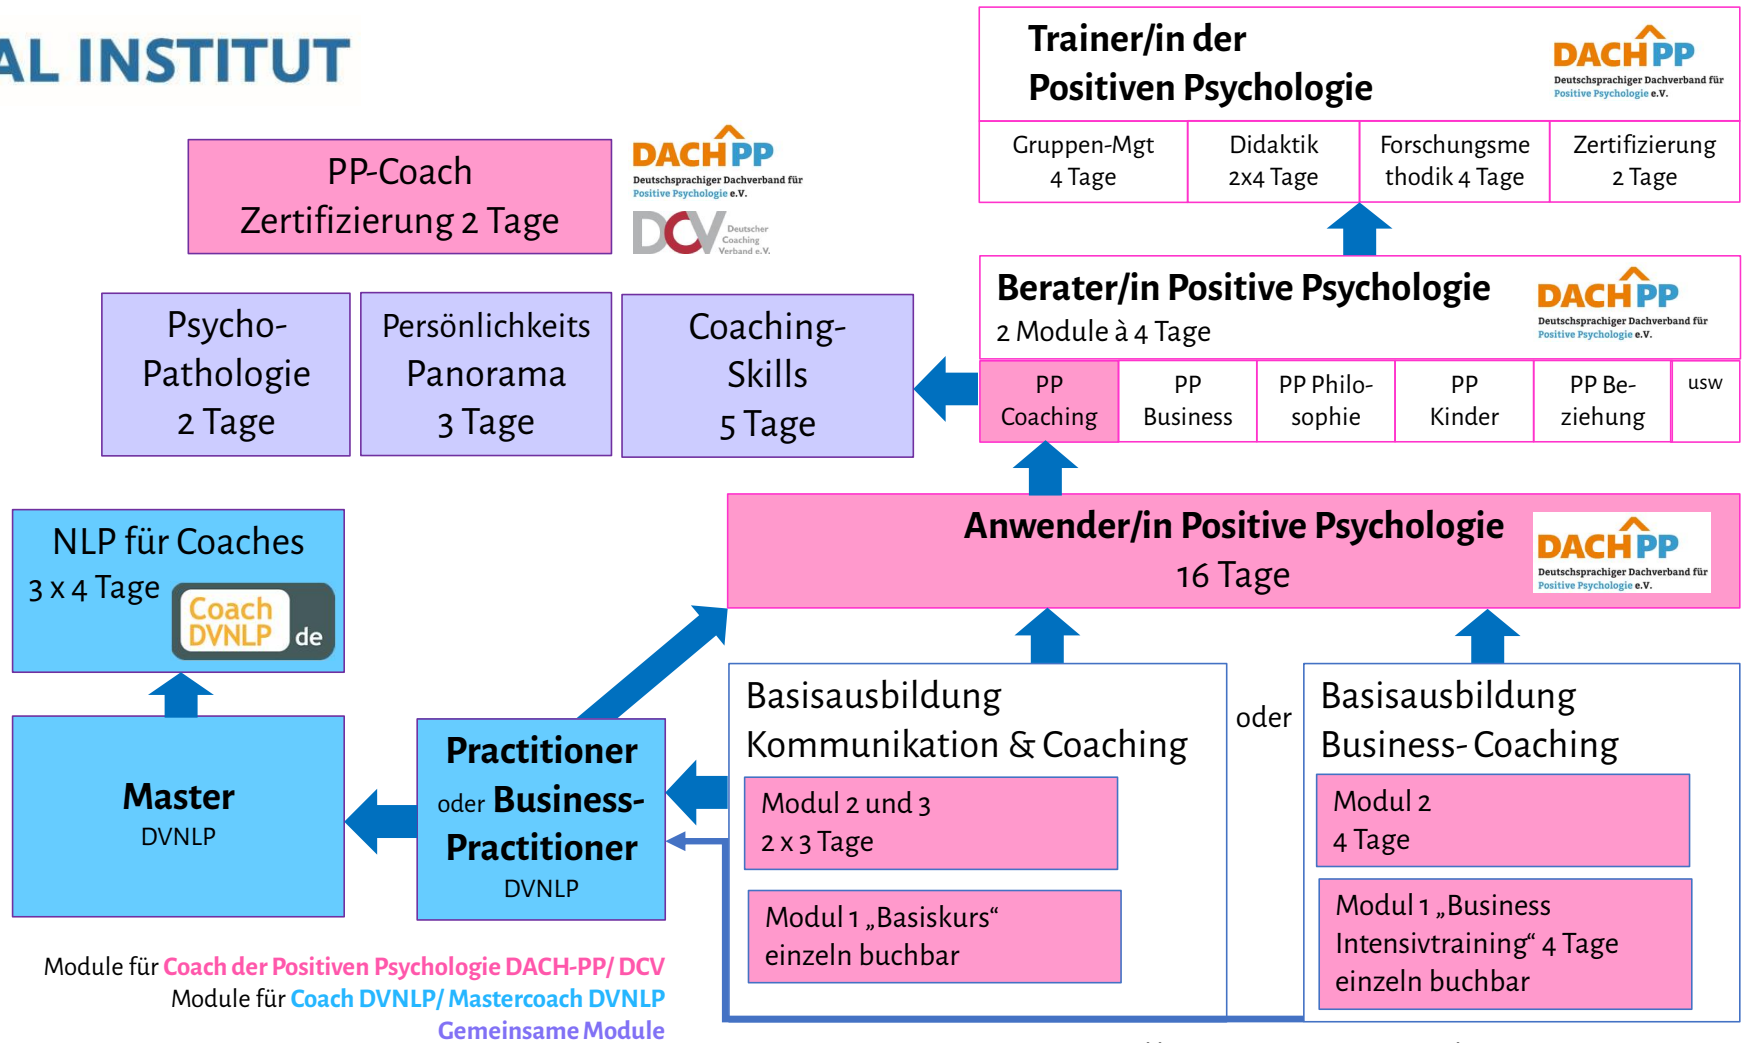 AL INSTITUT
Trainer/in der
Positiven Psychologie
DACH PP
Deutschsprachiger Dachverband für
Positive Psychologie e.V.
Gruppen-Mgt
4 Tage
Didaktik
2x4 Tage
Forschungsme
thodik 4 Tage
Zertifizierung
2 Tage
PP-Coach
Zertifizierung 2 Tage
DACH PP
Deutschsprachiger Dachverband für
Positive Psychologie e.V.
DCV
Deutscher
Coaching
Verband e.V.
Berater/in Positive Psychologie
2 Module à 4 Tage
DACH PP
Deutschsprachiger Dachverband für
Positive Psychologie e.V.
PP
Coaching
PP
Business
PP Philo-
sophie
PP
Kinder
PP Be-
ziehung
usw
Psycho-
Pathologie
2 Tage
Persönlichkeits
Panorama
3 Tage
Coaching-
Skills
5 Tage
Anwender/in Positive Psychologie
16 Tage
DACH PP
Deutschsprachiger Dachverband für
Positive Psychologie e.V.
NLP für Coaches
3 x 4 Tage
Coach
DVNLP
de
Master
DVNLP
Practitioner
oder Business-
Practitioner
DVNLP
Basisausbildung
Kommunikation & Coaching
Modul 2 und 3
2 x 3 Tage
Modul 1 „Basiskurs“
einzeln buchbar
oder
Basisausbildung
Business- Coaching
Modul 2
4 Tage
Modul 1 „Business
Intensivtraining“ 4 Tage
einzeln buchbar
Module für Coach der Positiven Psychologie DACH-PP/ DCV
Module für Coach DVNLP/ Mastercoach DVNLP
Gemeinsame Module